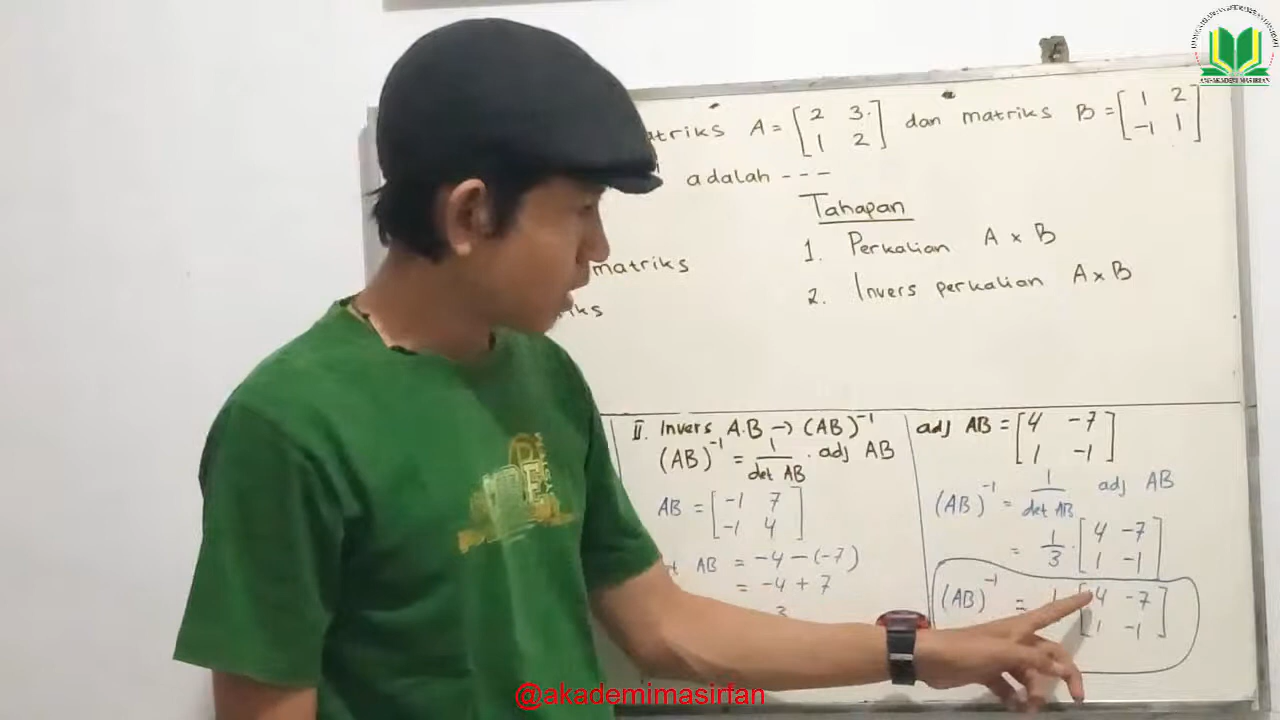 matriks A = [2 3; 1 2] dan matriks B = [1 2; -1 1]
adalah ---
Tahapan
1. Perkalian A x B
2. Invers perkalian A x B
matriks
II. Invers A.B → (AB)⁻¹
(AB)⁻¹ = 1/det AB . adj AB
AB = [-1 7; -1 4]
AB = -4 - (-7)
= -4 + 7
3
adj AB = [4 -7; 1 -1]
(AB)⁻¹ = 1/det AB adj AB
= 1/3 . [4 -7; 1 -1]
(AB)⁻¹ = [4 -7; 1 -1]
@akademimasirfan